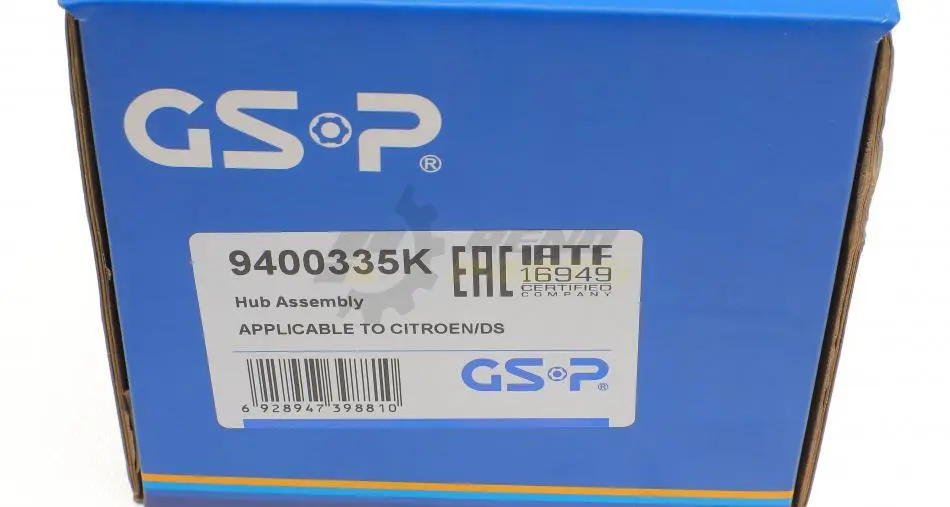 GSP®
9400335K
EAC
IATF
16949
CERTIFIED
COMPANY
Hub Assembly
APPLICABLE TO CITROEN/DS
GSP®
6 928947 398810